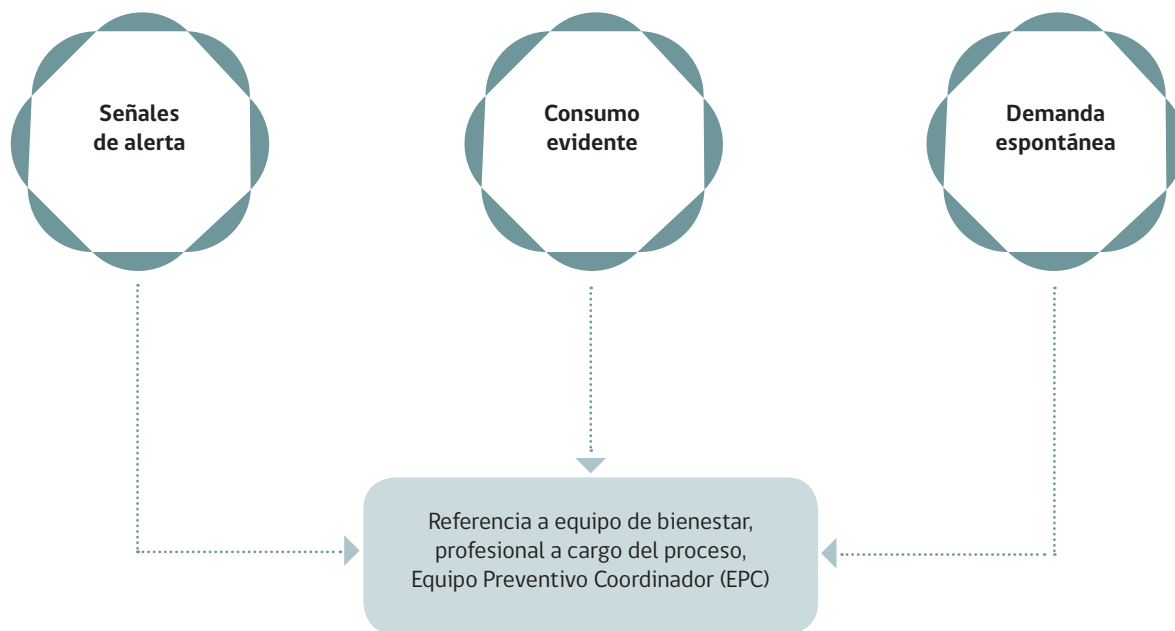 Señales
de alerta
Consumo
evidente
Demanda
espontánea
Referencia a equipo de bienestar,
profesional a cargo del proceso,
Equipo Preventivo Coordinador (EPC)